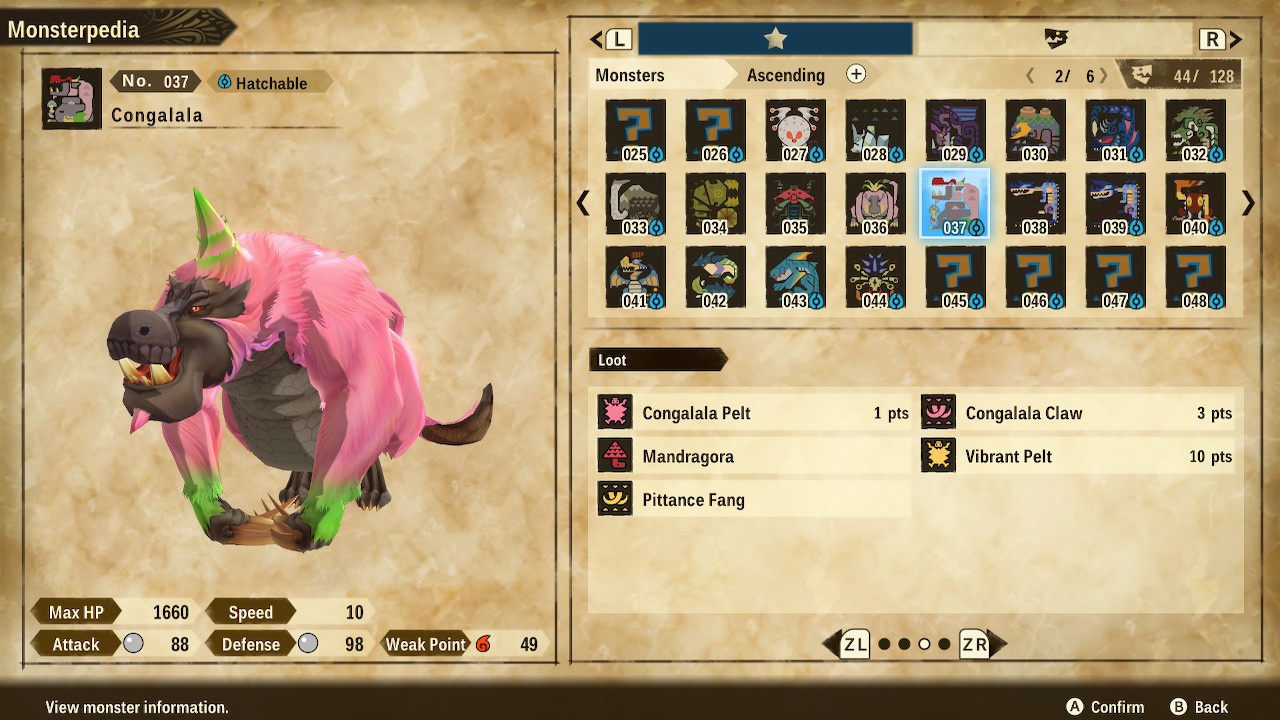 Monsterpedia
No. 037
Hatchable
Congalala
Max HP 1660
Speed 10
Attack 88
Defense 98
Weak Point 49
L
R
Monsters
Ascending
2/ 6
44/ 128
025 026 027 028 029 030 031 032
033 034 035 036 037 038 039 040
041 042 043 044 045 046 047 048
Loot
Congalala Pelt 1 pts
Congalala Claw 3 pts
Mandragora
Vibrant Pelt 10 pts
Pittance Fang
ZL ZR
View monster information.
A Confirm
B Back